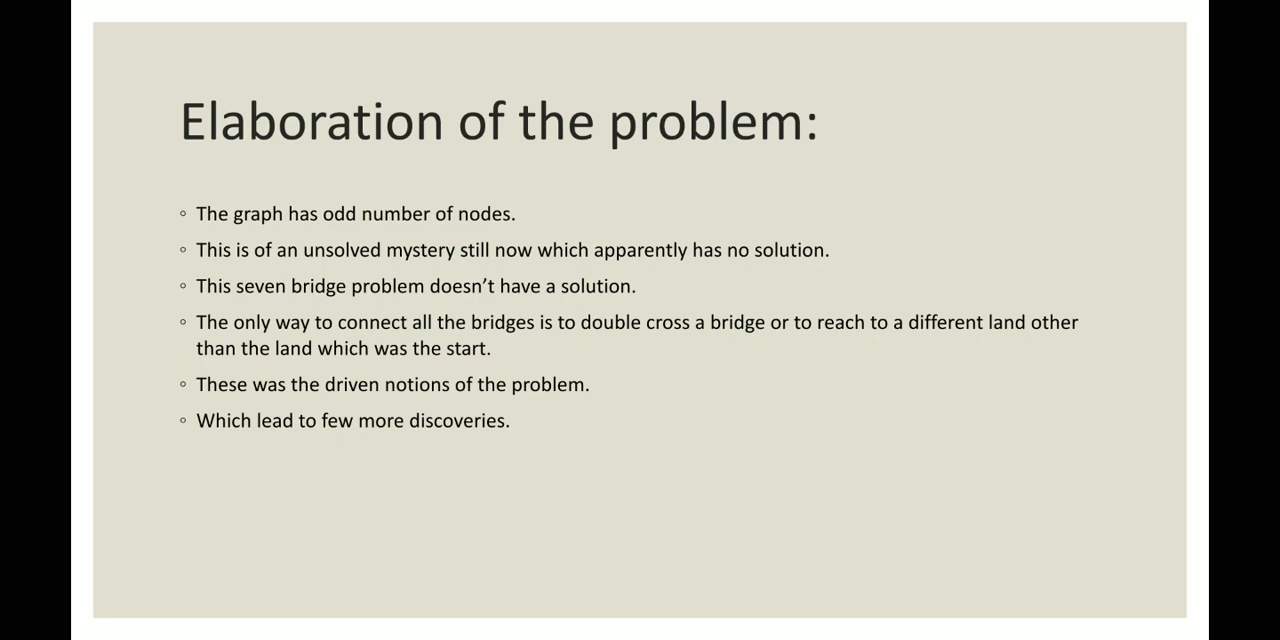 Elaboration of the problem:
◦ The graph has odd number of nodes.
◦ This is of an unsolved mystery still now which apparently has no solution.
◦ This seven bridge problem doesn’t have a solution.
◦ The only way to connect all the bridges is to double cross a bridge or to reach to a different land other
than the land which was the start.
◦ These was the driven notions of the problem.
◦ Which lead to few more discoveries.